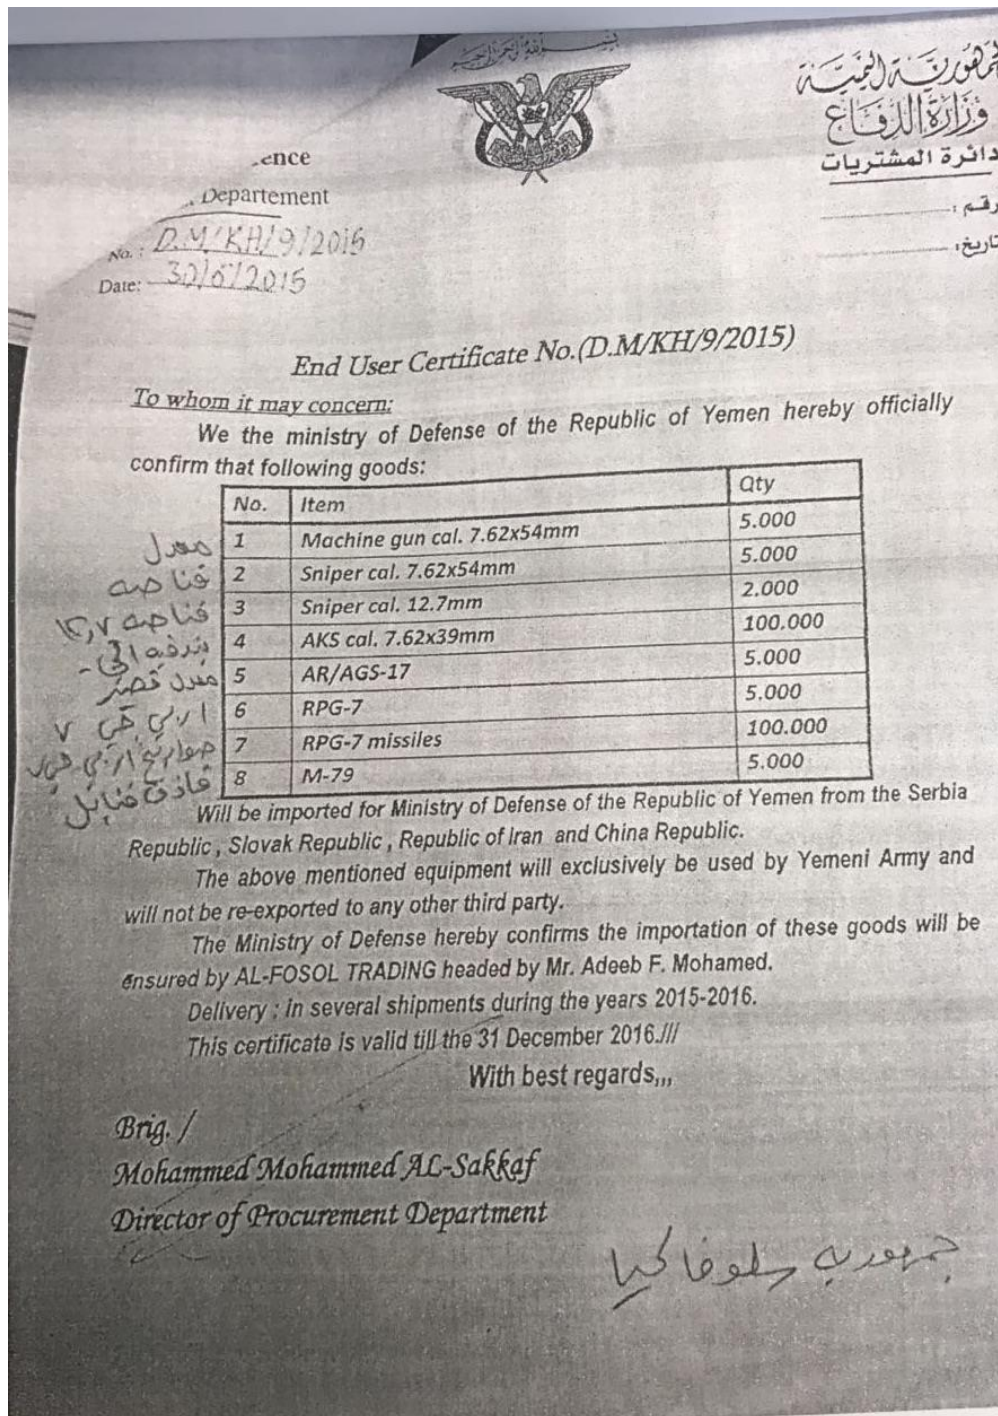 بسم الله الرحمن الرحيم
الجمهورية اليمنية
وزارة الدفاع
دائرة المشتريات
رقم :
تاريخ:
ence
Departement
No. : D.M/KH/9/2015
Date: 30/6/2015
End User Certificate No.(D.M/KH/9/2015)
To whom it may concern:
We the ministry of Defense of the Republic of Yemen hereby officially
confirm that following goods:
No. Item Qty
معدل 1 Machine gun cal. 7.62x54mm 5.000
قناصه 2 Sniper cal. 7.62x54mm 5.000
قناصه ١٢,٧ 3 Sniper cal. 12.7mm 2.000
بندقيه الي - 4 AKS cal. 7.62x39mm 100.000
معدل قصير 5 AR/AGS-17 5.000
اربي جي ٧ 6 RPG-7 5.000
صواريخ اربي جي ٧ 7 RPG-7 missiles 100.000
قاذف قنابل 8 M-79 5.000
Will be imported for Ministry of Defense of the Republic of Yemen from the Serbia
Republic , Slovak Republic , Republic of Iran and China Republic.
The above mentioned equipment will exclusively be used by Yemeni Army and
will not be re-exported to any other third party.
The Ministry of Defense hereby confirms the importation of these goods will be
ensured by AL-FOSOL TRADING headed by Mr. Adeeb F. Mohamed.
Delivery : in several shipments during the years 2015-2016.
This certificate is valid till the 31 December 2016.///
With best regards,,,
Brig. /
Mohammed Mohammed AL-Sakkaf
Director of Procurement Department
جمهورية سلوفاكيا